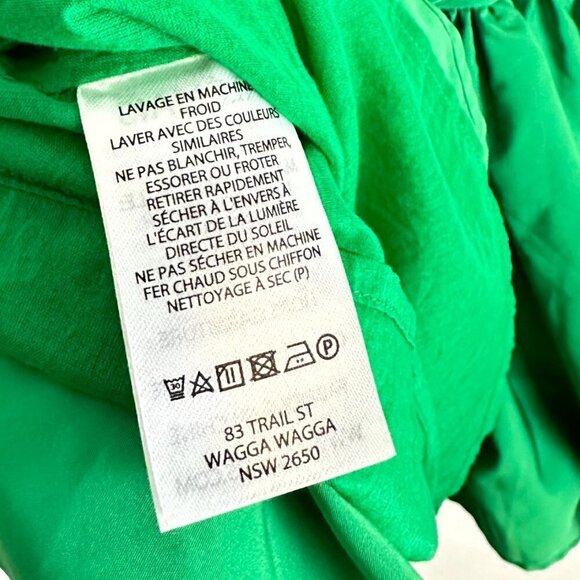 LAVAGE EN MACHINE
FROID
LAVER AVEC DES COULEURS
SIMILAIRES
NE PAS BLANCHIR, TREMPER,
ESSORER OU FROTER
RETIRER RAPIDEMENT
SÉCHER À L'ENVERS À
L'ÉCART DE LA LUMIÈRE
DIRECTE DU SOLEIL
NE PAS SÉCHER EN MACHINE
FER CHAUD SOUS CHIFFON
NETTOYAGE À SEC (P)
30
P
83 TRAIL ST
WAGGA WAGGA
NSW 2650